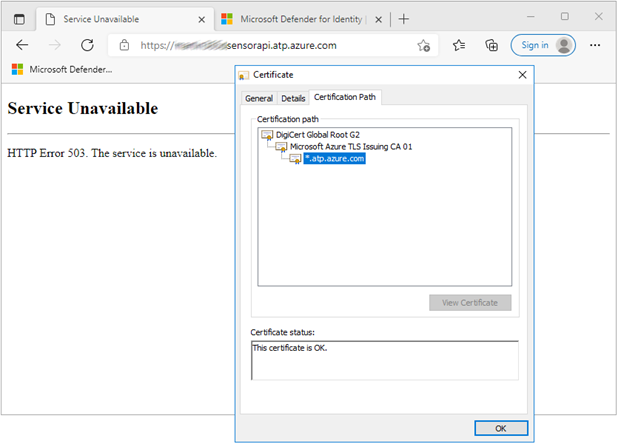 Service Unavailable
Microsoft Defender for Identity
https://sensorapi.atp.azure.com
Sign in
Microsoft Defender...
Service Unavailable
HTTP Error 503. The service is unavailable.
Certificate
General Details Certification Path
Certification path
DigiCert Global Root G2
Microsoft Azure TLS Issuing CA 01
*.atp.azure.com
View Certificate
Certificate status:
This certificate is OK.
OK